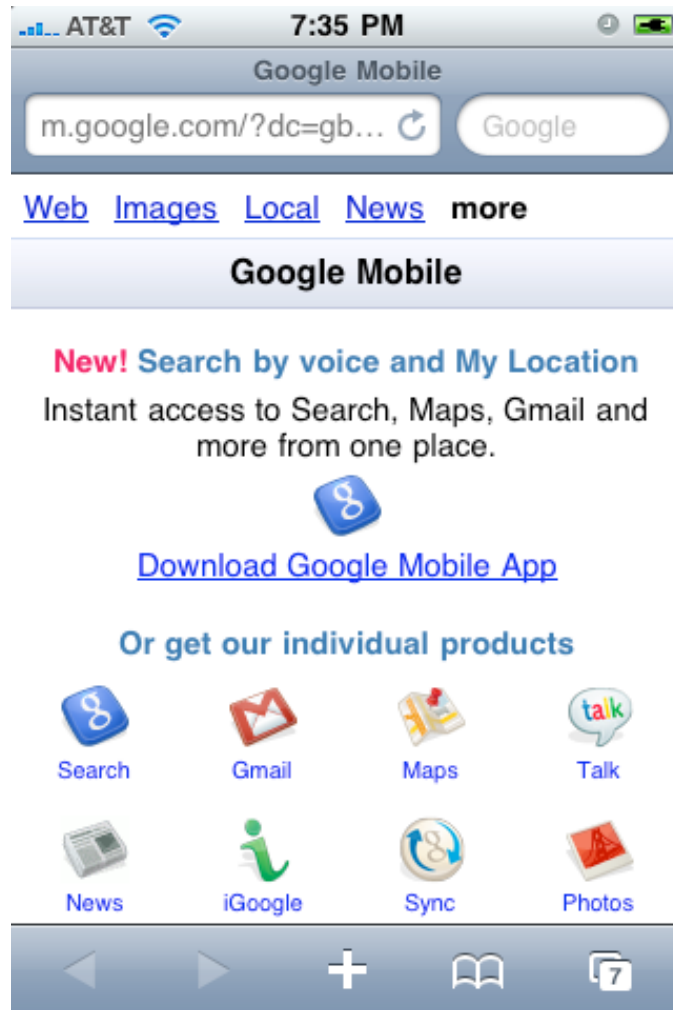 AT&T 7:35 PM
Google Mobile
m.google.com/?dc=gb... Google
Web Images Local News more
Google Mobile
New! Search by voice and My Location
Instant access to Search, Maps, Gmail and
more from one place.
g
Download Google Mobile App
Or get our individual products
g talk
Search Gmail Maps Talk
g
News iGoogle Sync Photos
7